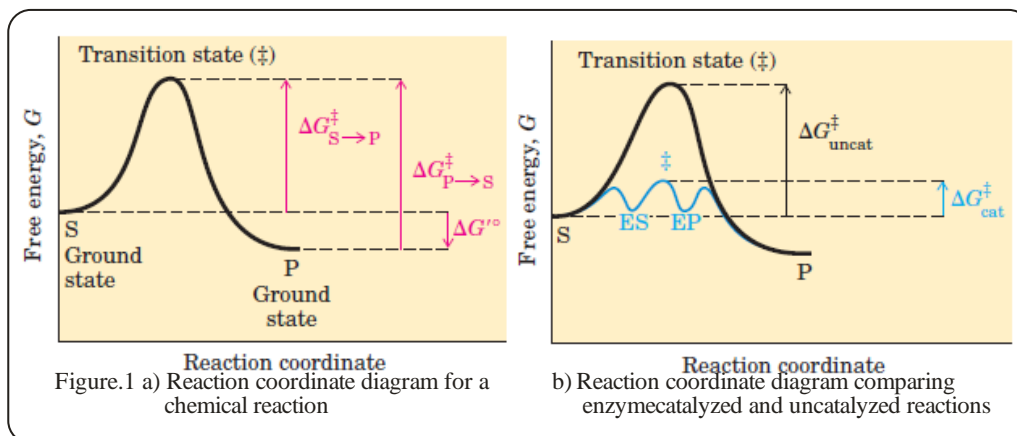 Transition state (‡)
Free energy, G
ΔG‡S→P
ΔG‡P→S
ΔG′°
S
Ground
state
P
Ground
state
Reaction coordinate
Figure.1 a) Reaction coordinate diagram for a
chemical reaction
Transition state (‡)
Free energy, G
ΔG‡uncat
‡
ΔG‡cat
ES
EP
S
P
Reaction coordinate
b) Reaction coordinate diagram comparing
enzymecatalyzed and uncatalyzed reactions